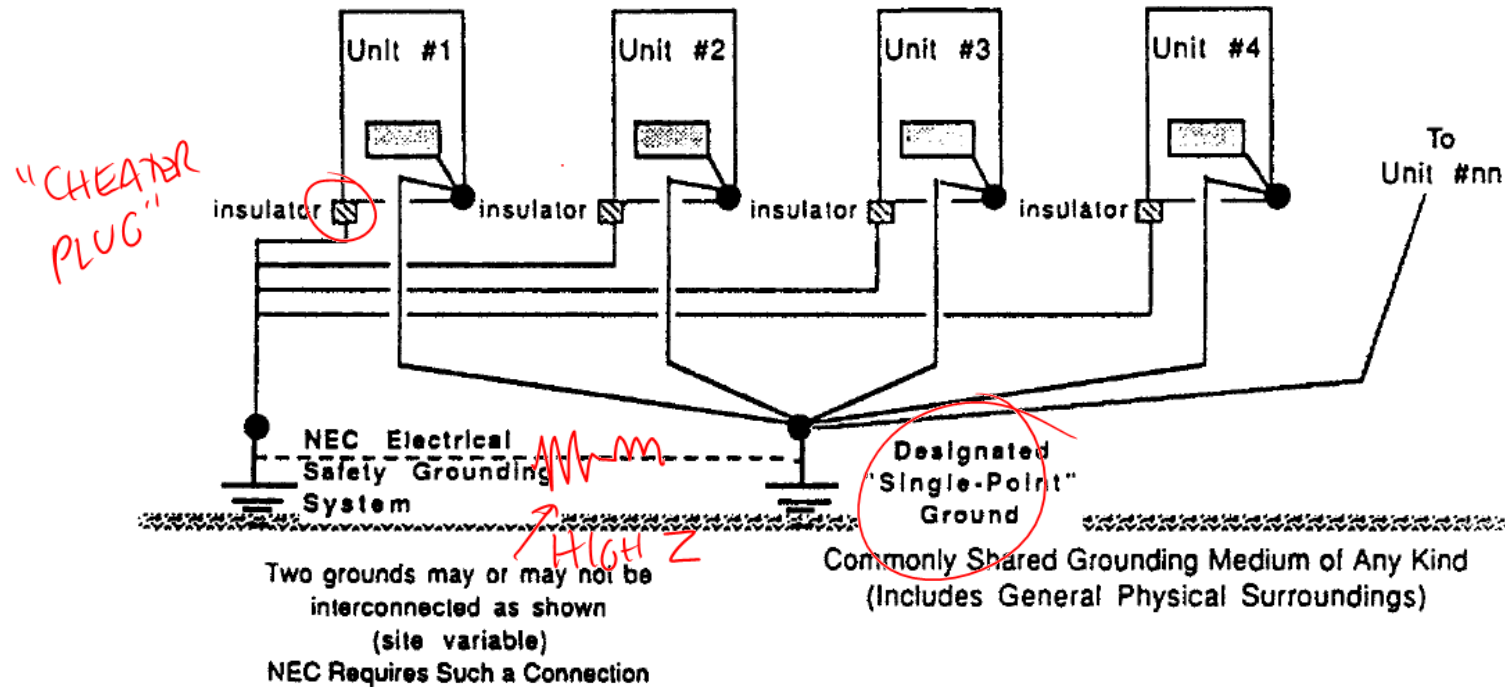 Unit #1
Unit #2
Unit #3
Unit #4
To
Unit #nn
"CHEATER
PLUG"
insulator
insulator
insulator
insulator
NEC Electrical
Safety Grounding
System
HIGH Z
Designated
"Single-Point"
Ground
Two grounds may or may not be
interconnected as shown
(site variable)
NEC Requires Such a Connection
Commonly Shared Grounding Medium of Any Kind
(Includes General Physical Surroundings)